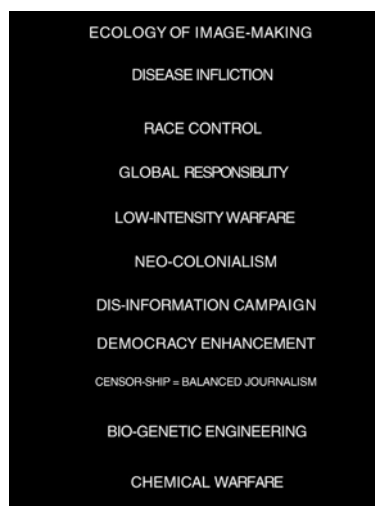 ECOLOGY OF IMAGE-MAKING
DISEASE INFLICTION
RACE CONTROL
GLOBAL RESPONSIBLITY
LOW-INTENSITY WARFARE
NEO-COLONIALISM
DIS-INFORMATION CAMPAIGN
DEMOCRACY ENHANCEMENT
CENSOR-SHIP = BALANCED JOURNALISM
BIO-GENETIC ENGINEERING
CHEMICAL WARFARE